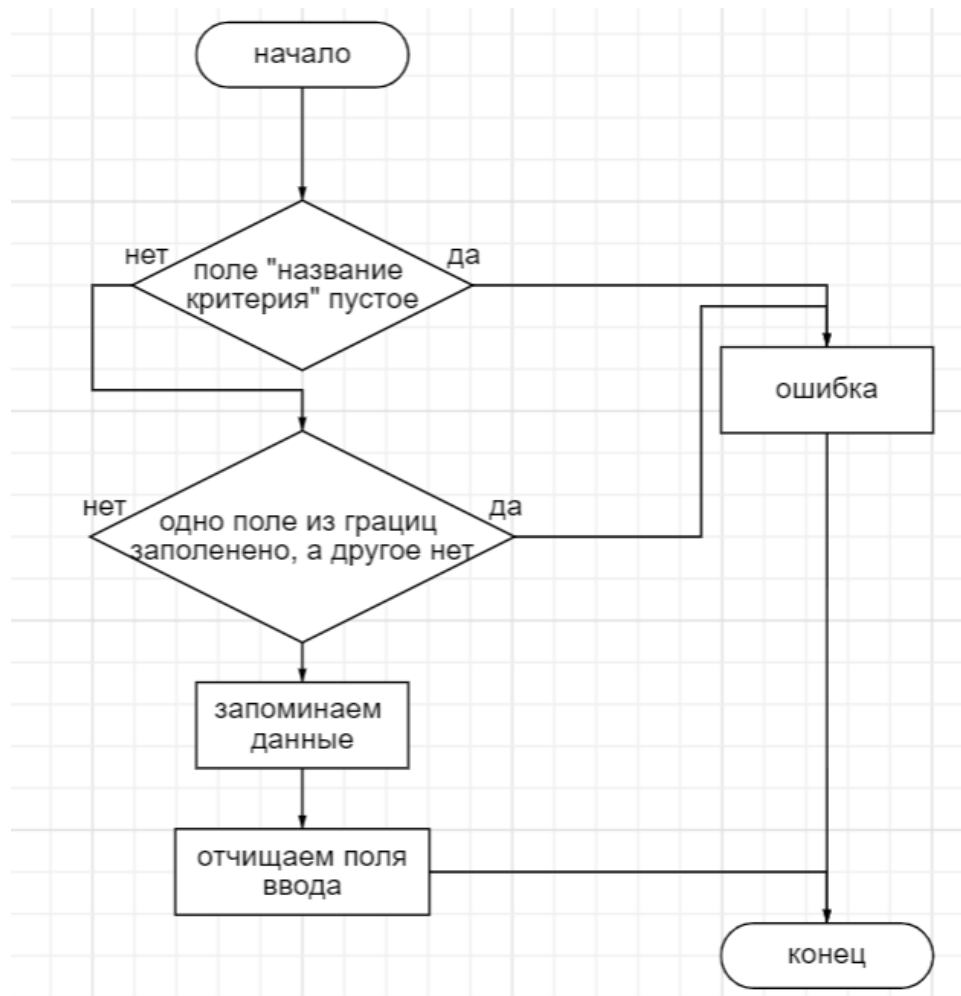 начало
нет
да
поле "название
критерия" пустое
ошибка
нет
да
одно поле из грациц
заполенено, а другое нет
запоминаем
данные
отчищаем поля
ввода
конец